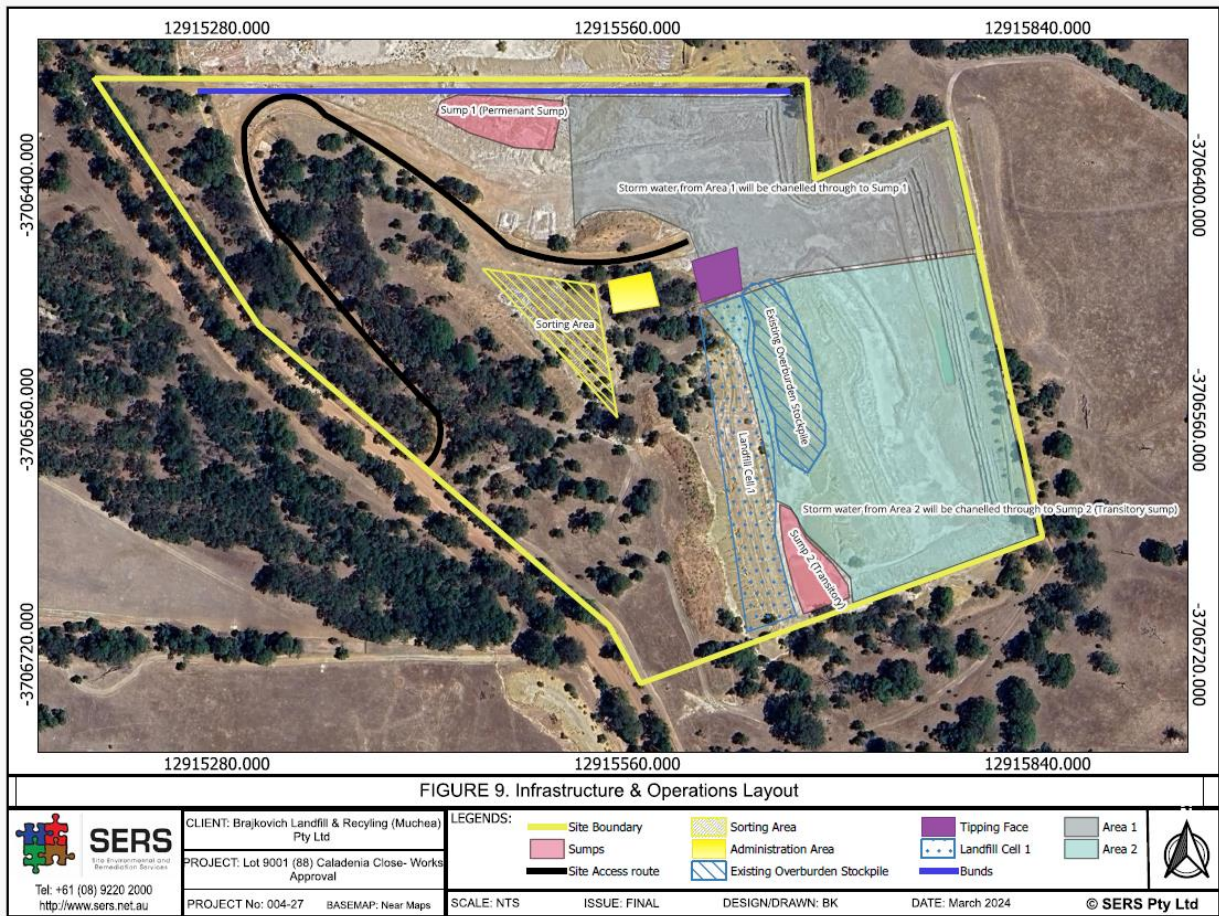 12915280.000 12915560.000 12915840.000
-3706400.000
-3706560.000
-3706720.000
-3706400.000
-3706560.000
-3706720.000
Sump 1 (Permenant Sump)
Storm water from Area 1 will be chanelled through to Sump 1
Sorting Area
Existing Overburden Stockpile
Landfill Cell 1
Storm water from Area 2 will be chanelled through to Sump 2 (Transitory sump)
Sump 2 (Transitory)
12915280.000 12915560.000 12915840.000
FIGURE 9. Infrastructure & Operations Layout
SERS
Site Environmental and
Remediation Services
Tel: +61 (08) 9220 2000
http://www.sers.net.au
CLIENT: Brajkovich Landfill & Recyling (Muchea)
Pty Ltd
PROJECT: Lot 9001 (88) Caladenia Close- Works
Approval
PROJECT No: 004-27 BASEMAP: Near Maps
LEGENDS:
Site Boundary
Sumps
Site Access route
Sorting Area
Administration Area
Existing Overburden Stockpile
Tipping Face
Landfill Cell 1
Bunds
Area 1
Area 2
SCALE: NTS ISSUE: FINAL DESIGN/DRAWN: BK DATE: March 2024 © SERS Pty Ltd